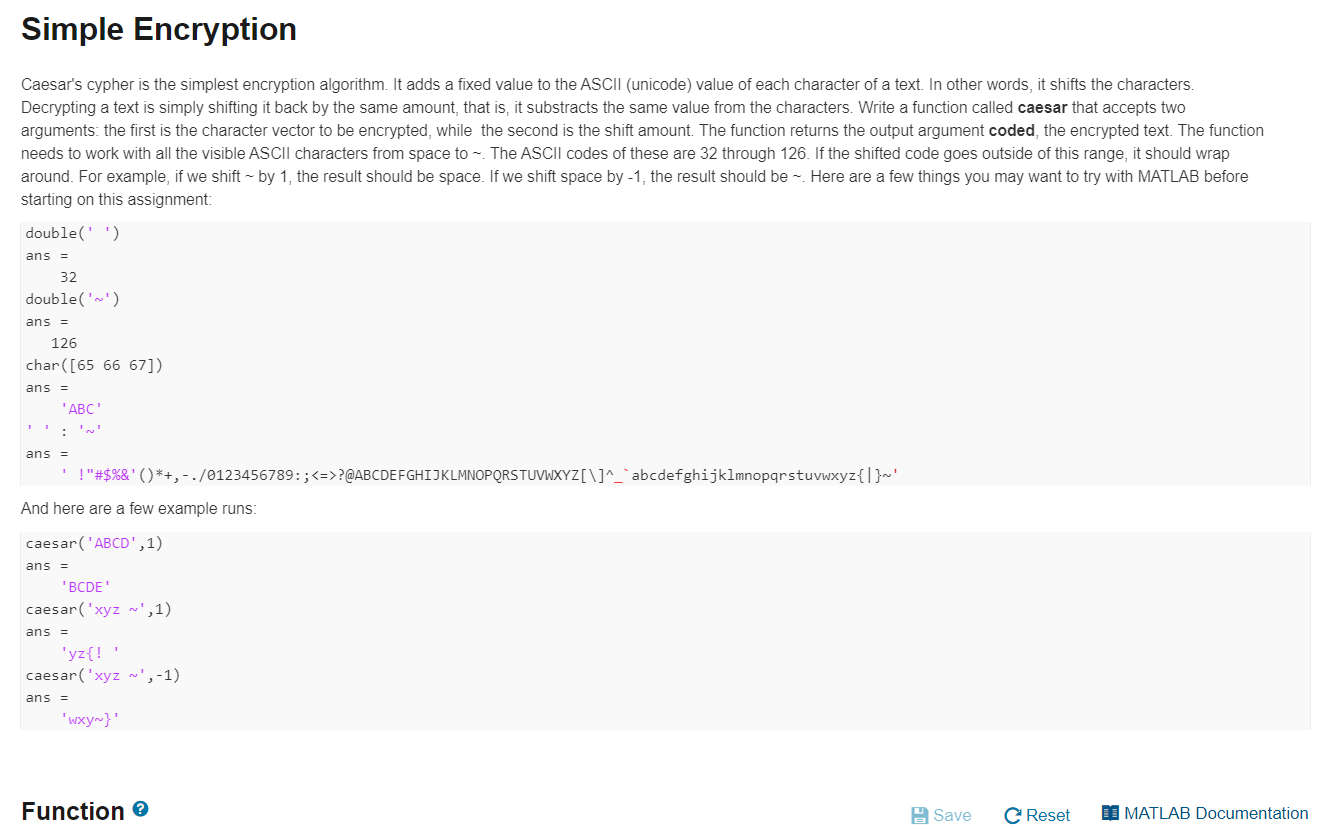 Simple Encryption
Caesar's cypher is the simplest encryption algorithm. It adds a fixed value to the ASCII (unicode) value of each character of a text. In other words, it shifts the characters.
Decrypting a text is simply shifting it back by the same amount, that is, it substracts the same value from the characters. Write a function called caesar that accepts two
arguments: the first is the character vector to be encrypted, while  the second is the shift amount. The function returns the output argument coded, the encrypted text. The function
needs to work with all the visible ASCII characters from space to ~. The ASCII codes of these are 32 through 126. If the shifted code goes outside of this range, it should wrap
around. For example, if we shift ~ by 1, the result should be space. If we shift space by -1, the result should be ~. Here are a few things you may want to try with MATLAB before
starting on this assignment:
double(' ')
ans =
    32
double('~')
ans =
   126
char([65 66 67])
ans =
    'ABC'
' ' : '~'
ans =
    ' !"#$%&'()*+,-./0123456789:;<=>?@ABCDEFGHIJKLMNOPQRSTUVWXYZ[\]^_`abcdefghijklmnopqrstuvwxyz{|}~'
And here are a few example runs:
caesar('ABCD',1)
ans =
    'BCDE'
caesar('xyz ~',1)
ans =
    'yz{! '
caesar('xyz ~',-1)
ans =
    'wxy~}'
Function ?
Save Reset MATLAB Documentation